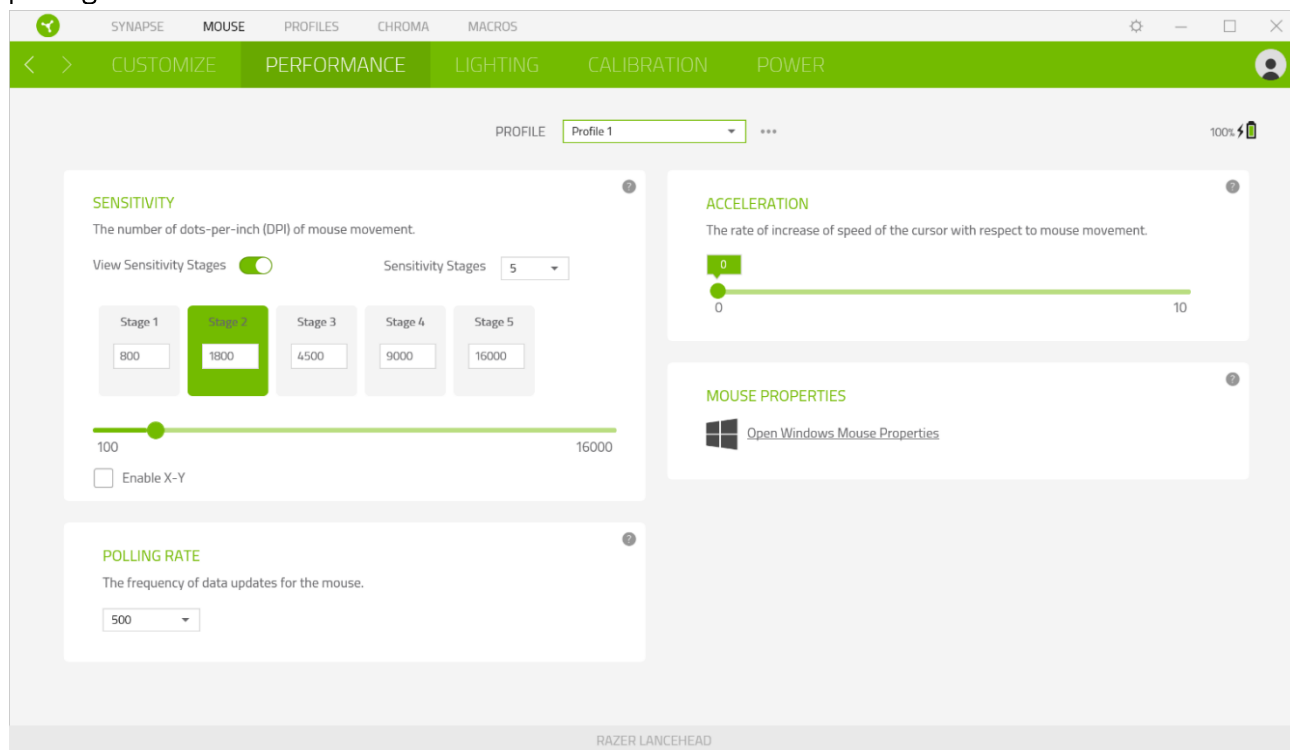 SYNAPSE MOUSE PROFILES CHROMA MACROS
CUSTOMIZE PERFORMANCE LIGHTING CALIBRATION POWER
PROFILE Profile 1
100%
SENSITIVITY
The number of dots-per-inch (DPI) of mouse movement.
View Sensitivity Stages Sensitivity Stages 5
Stage 1 Stage 2 Stage 3 Stage 4 Stage 5
800 1800 4500 9000 16000
100 16000
Enable X-Y
POLLING RATE
The frequency of data updates for the mouse.
500
ACCELERATION
The rate of increase of speed of the cursor with respect to mouse movement.
0
0 10
MOUSE PROPERTIES
Open Windows Mouse Properties
RAZER LANCEHEAD